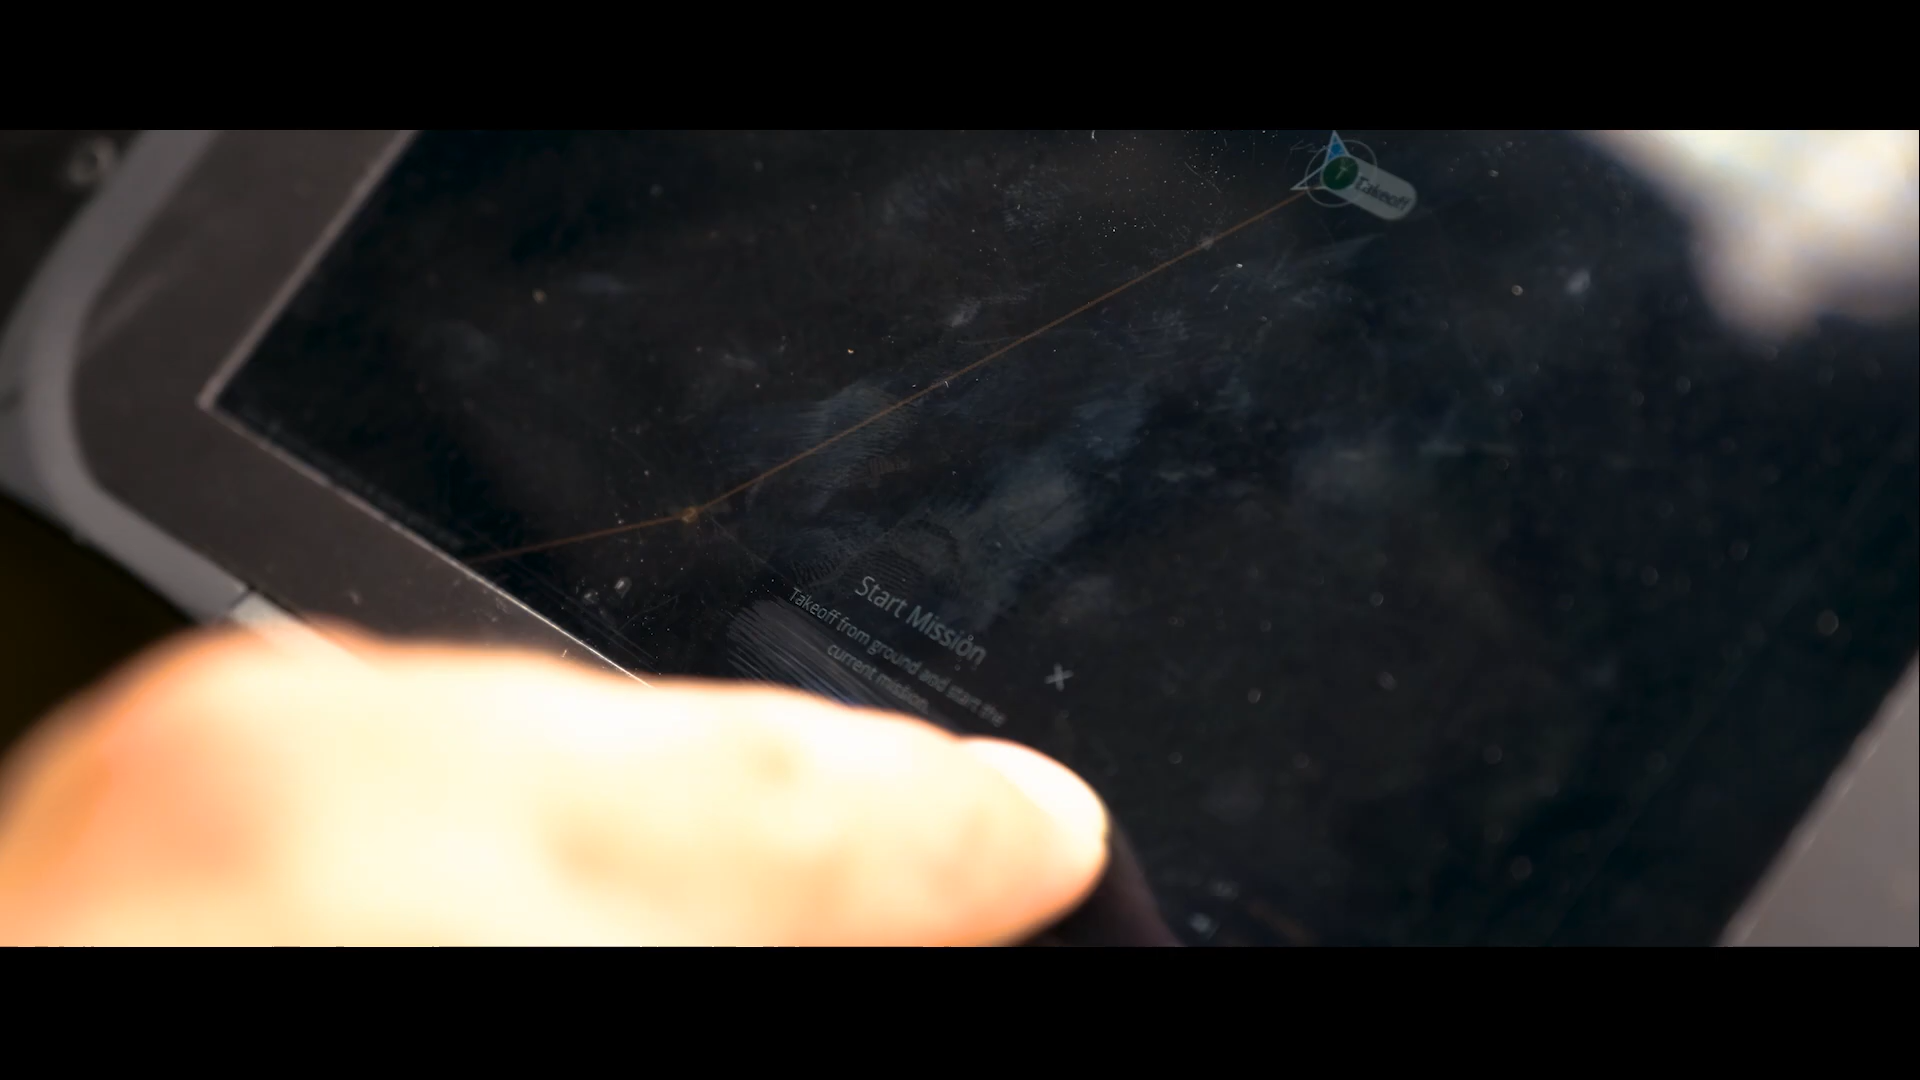 T Takeoff
Start Mission
Takeoff from ground and start the
current mission.